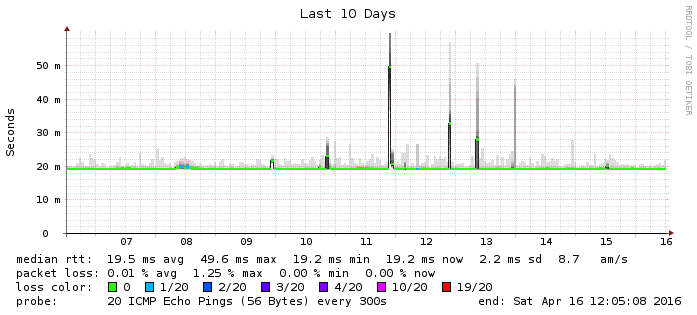 Last 10 Days
RRDTOOL / TOBI OETIKER
Seconds
50 m
40 m
30 m
20 m
10 m
0
07 08 09 10 11 12 13 14 15 16
median rtt: 19.5 ms avg 49.6 ms max 19.2 ms min 19.2 ms now 2.2 ms sd 8.7 am/s
packet loss: 0.01 % avg 1.25 % max 0.00 % min 0.00 % now
loss color: 0 1/20 2/20 3/20 4/20 10/20 19/20
probe: 20 ICMP Echo Pings (56 Bytes) every 300s end: Sat Apr 16 12:05:08 2016